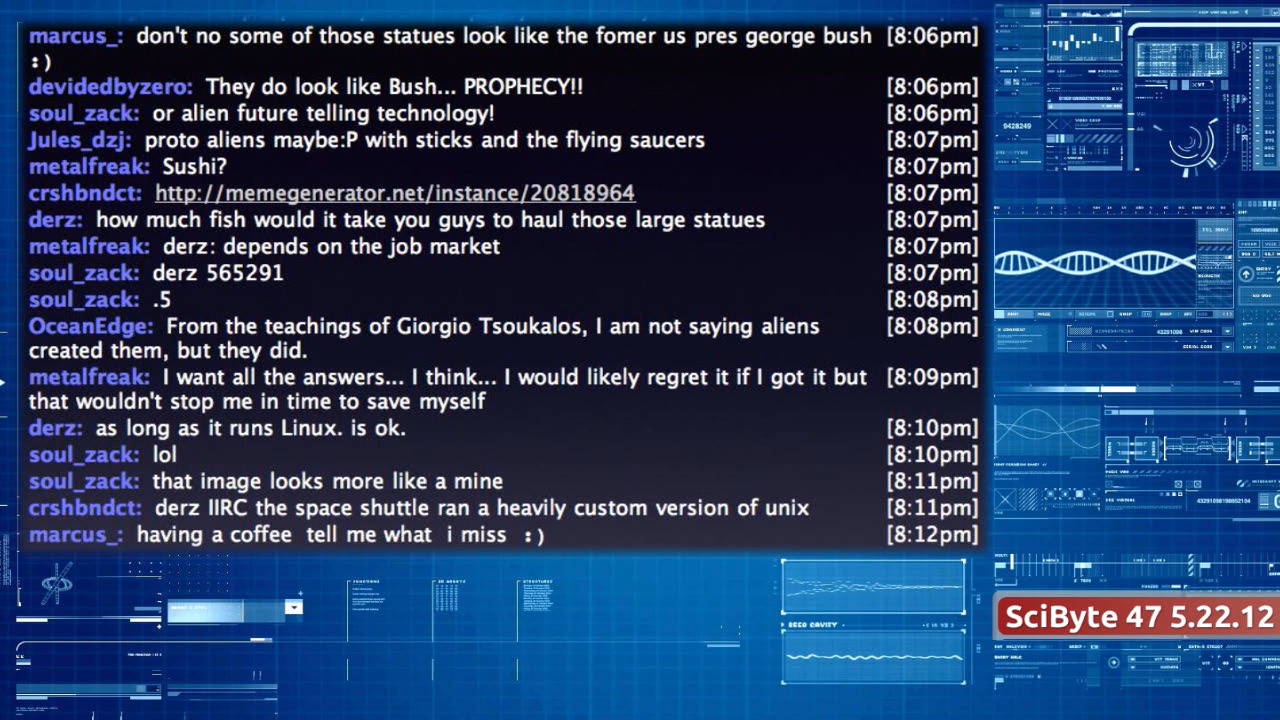 marcus_: don't no some of those statues look like the fomer us pres george bush [8:06pm]
:)
devidedbyzero: They do look like Bush... PROPHECY!! [8:06pm]
soul_zack: or alien future telling technology! [8:06pm]
Jules_dzj: proto aliens maybe:P with sticks and the flying saucers [8:07pm]
metalfreak: Sushi? [8:07pm]
crshbndct: http://memegenerator.net/instance/20818964 [8:07pm]
derz: how much fish would it take you guys to haul those large statues [8:07pm]
metalfreak: derz: depends on the job market [8:07pm]
soul_zack: derz 565291 [8:07pm]
soul_zack: .5 [8:08pm]
OceanEdge: From the teachings of Giorgio Tsoukalos, I am not saying aliens [8:08pm]
created them, but they did.
metalfreak: I want all the answers... I think... I would likely regret it if I got it but [8:09pm]
that wouldn't stop me in time to save myself
derz: as long as it runs Linux. is ok. [8:10pm]
soul_zack: lol [8:10pm]
soul_zack: that image looks more like a mine [8:11pm]
crshbndct: derz IIRC the space shuttle ran a heavily custom version of unix [8:11pm]
marcus_: having a coffee tell me what i miss :) [8:12pm]
9428249
SciByte 47 5.22.12